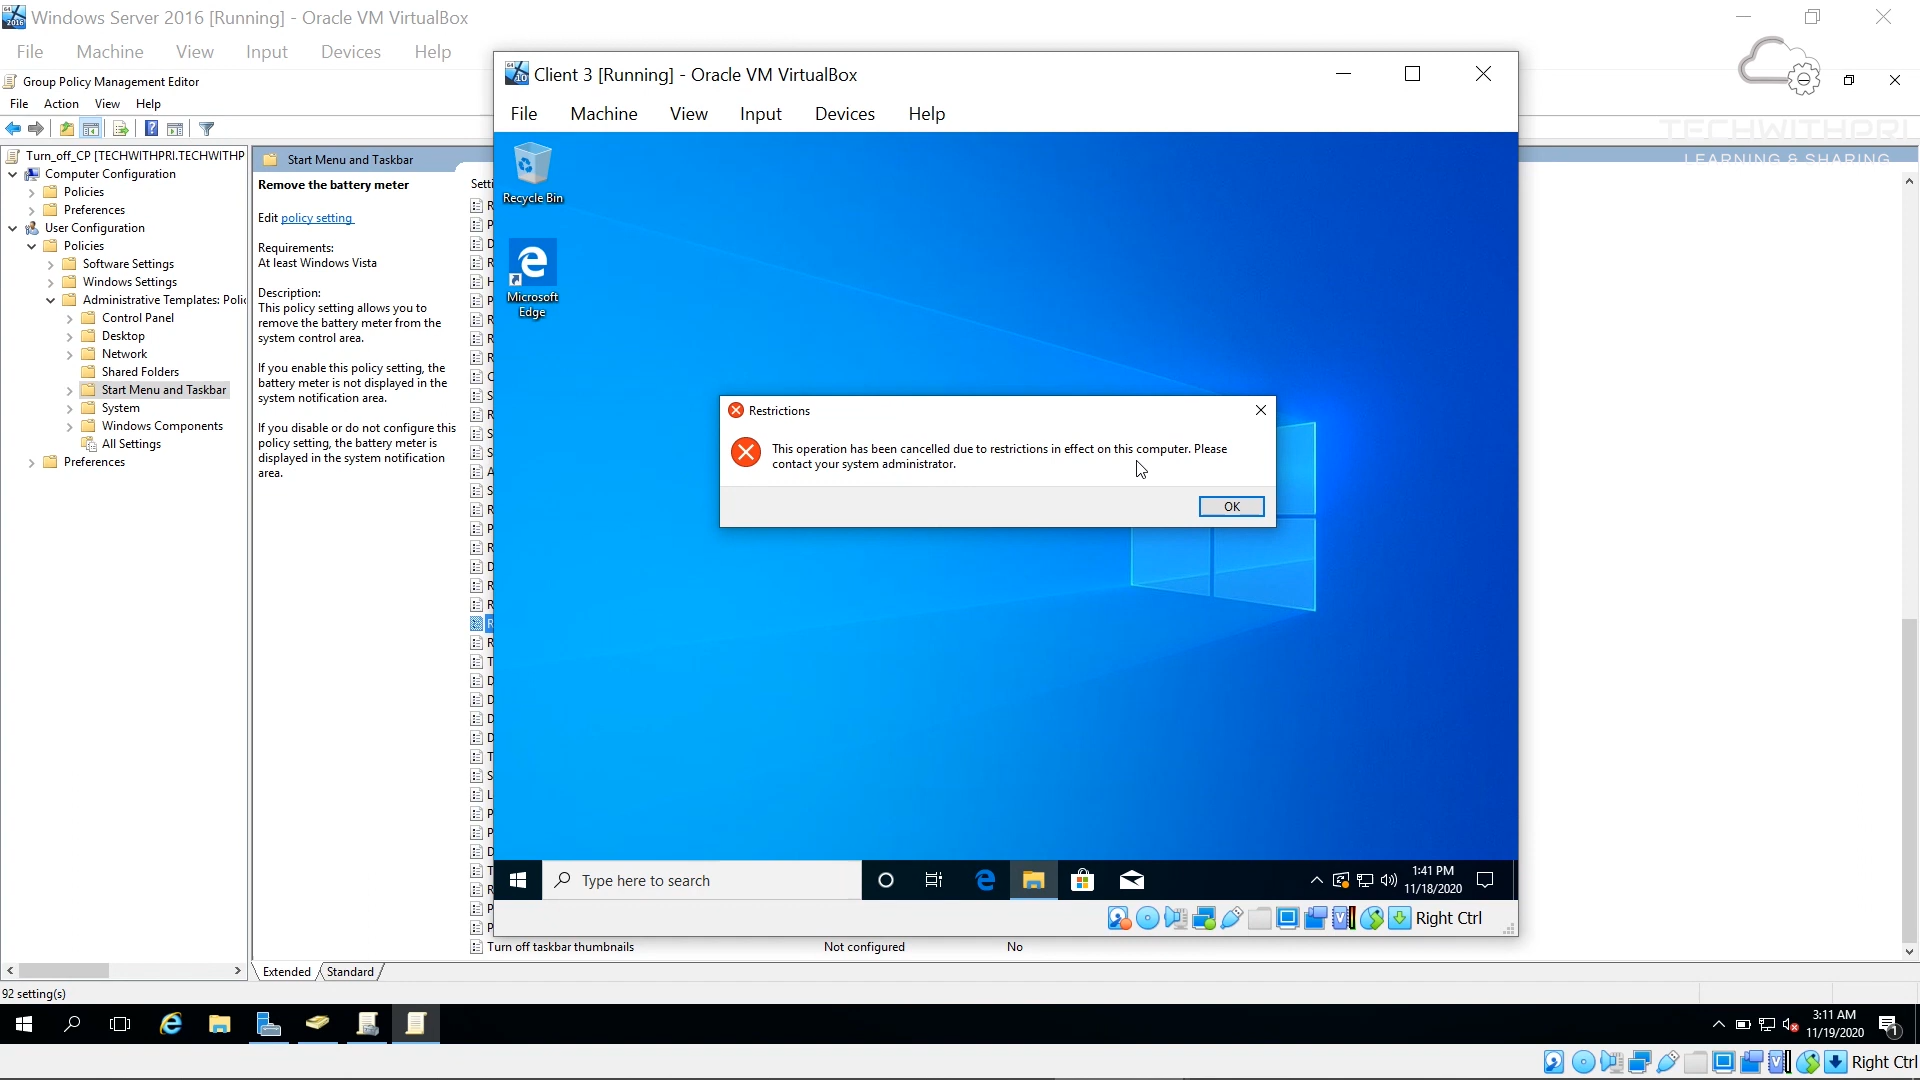 Windows Server 2016 [Running] - Oracle VM VirtualBox
File Machine View Input Devices Help
Group Policy Management Editor
File Action View Help
TECHWITHPRI
LEARNING & SHARING
Turn_off_CP [TECHWITHPRI.TECHWITHP
Computer Configuration
Policies
Preferences
User Configuration
Policies
Software Settings
Windows Settings
Administrative Templates: Polic
Control Panel
Desktop
Network
Shared Folders
Start Menu and Taskbar
System
Windows Components
All Settings
Preferences
Start Menu and Taskbar
Remove the battery meter
Edit policy setting
Requirements:
At least Windows Vista
Description:
This policy setting allows you to
remove the battery meter from the
system control area.
If you enable this policy setting, the
battery meter is not displayed in the
system notification area.
If you disable or do not configure this
policy setting, the battery meter is
displayed in the system notification
area.
Setti
Client 3 [Running] - Oracle VM VirtualBox
File Machine View Input Devices Help
Recycle Bin
Microsoft
Edge
Restrictions
This operation has been cancelled due to restrictions in effect on this computer. Please
contact your system administrator.
OK
Type here to search
1:41 PM
11/18/2020
Right Ctrl
Turn off taskbar thumbnails Not configured No
Extended Standard
92 setting(s)
3:11 AM
11/19/2020
1
Right Ctrl